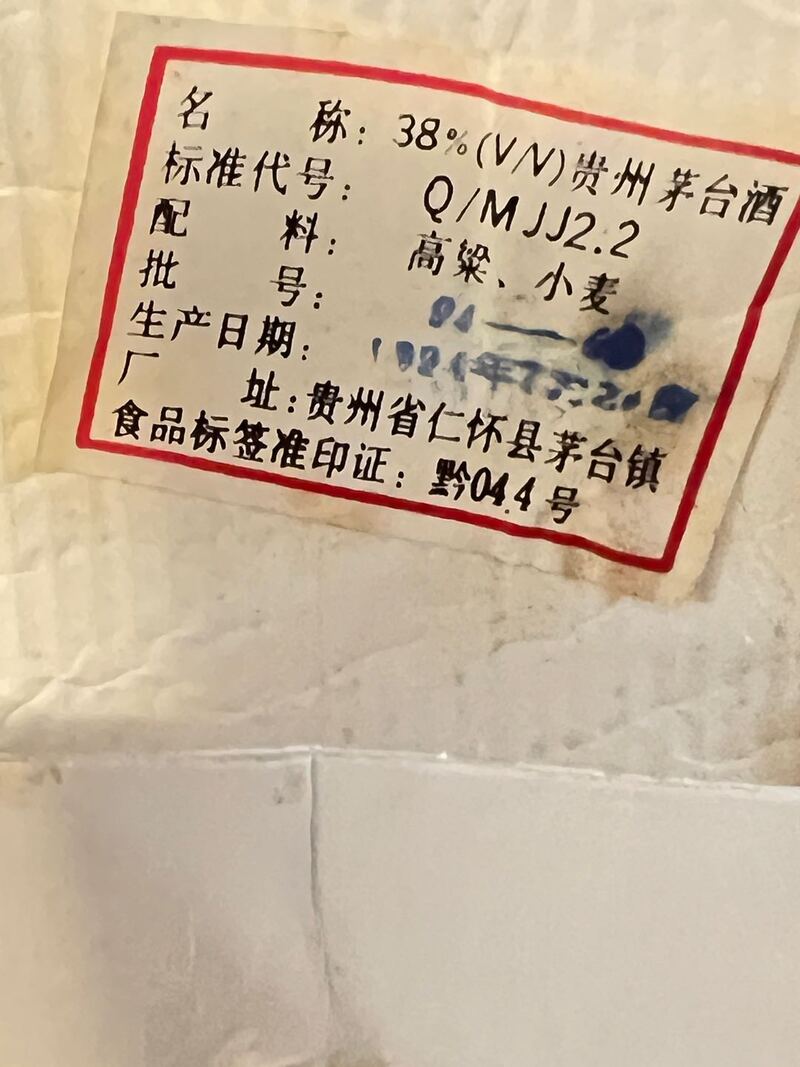 名 称：38%(V/V)贵州茅台酒
标准代号： Q/MJJ2.2
配 料： 高粱、小麦
批 号：
生产日期：
厂 址：贵州省仁怀县茅台镇
食品标签准印证：黔04.4号